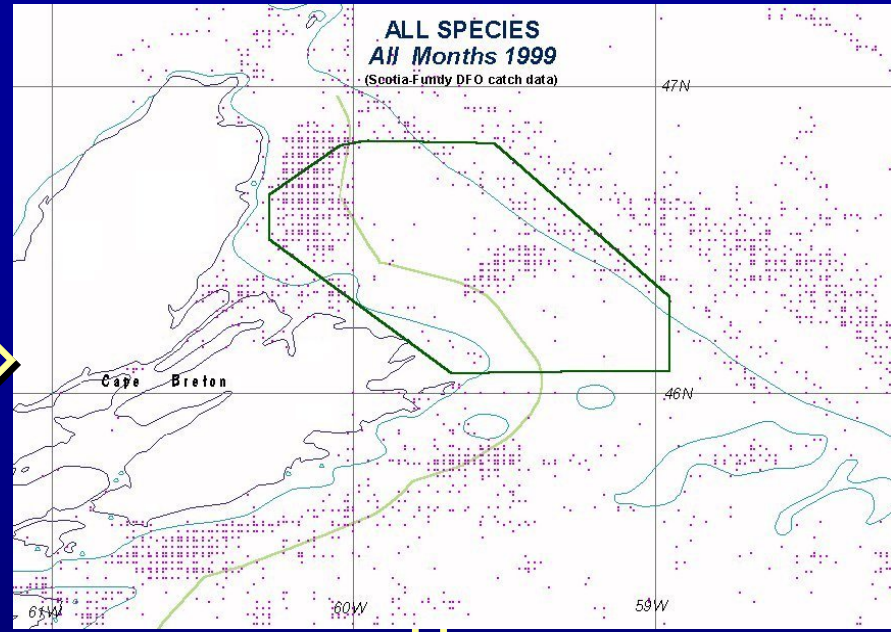 ALL SPECIES
All Months 1999
(Scotia-Fundy DFO catch data)
47N
Cape Breton
46N
61W 60W 59W